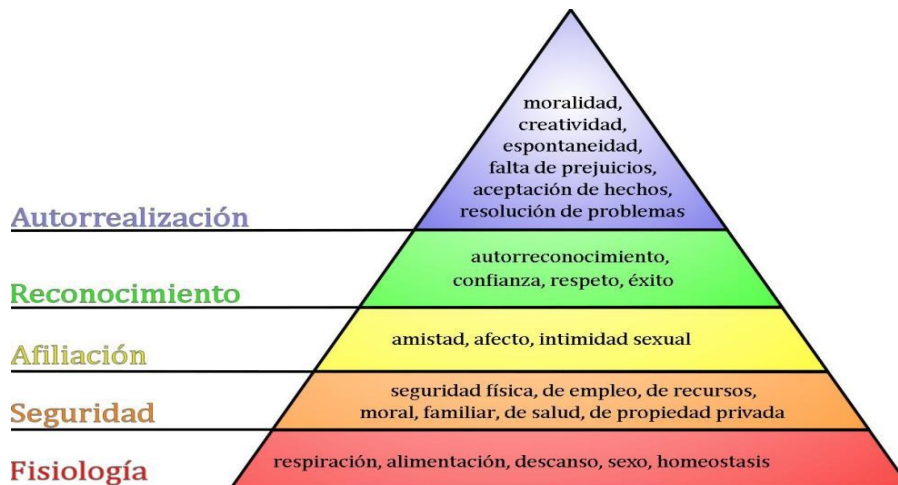 moralidad,
creatividad,
espontaneidad,
falta de prejuicios,
aceptación de hechos,
resolución de problemas
Autorrealización
autorreconocimiento,
confianza, respeto, éxito
Reconocimiento
amistad, afecto, intimidad sexual
Afiliación
seguridad física, de empleo, de recursos,
moral, familiar, de salud, de propiedad privada
Seguridad
respiración, alimentación, descanso, sexo, homeostasis
Fisiología